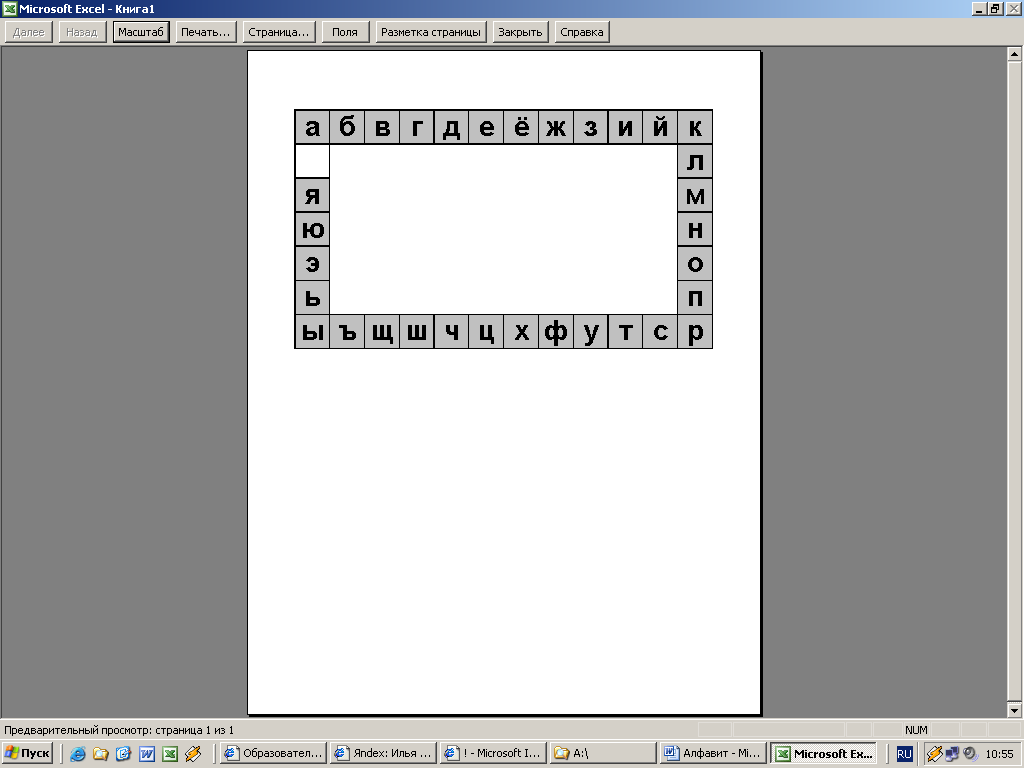 Microsoft Excel - Книга1
Далее Назад Масштаб Печать... Страница... Поля Разметка страницы Закрыть Справка
а б в г д е ё ж з и й к
л
я м
ю н
э о
ь п
ы ъ щ ш ч ц х ф у т с р
Предварительный просмотр: страница 1 из 1 NUM
Пуск Образовател... Яndex: Илья ... ! - Microsoft I... A:\ Алфавит - Mi... Microsoft Ex... RU 10:55